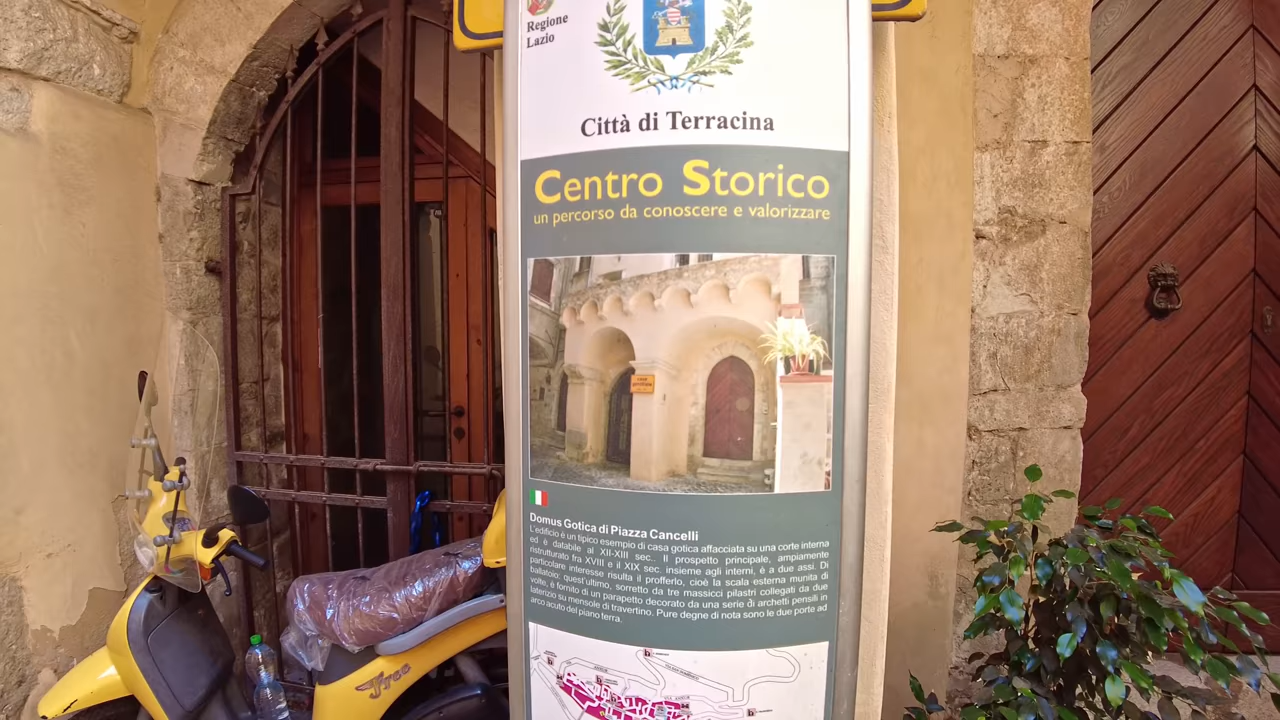 Regione
Lazio
Città di Terracina
Centro Storico
un percorso da conoscere e valorizzare
Domus Gotica di Piazza Cancelli
L'edificio è un tipico esempio di casa gotica affacciata su una corte interna
ed è databile al XII-XIII sec.. Il prospetto principale, ampiamente
ristrutturato fra XVIII e il XIX sec. insieme agli interni, è a due assi. Di
particolare interesse risulta il profferlo, cioè la scala esterna munita di
ballatoio; quest'ultimo, sorretto da tre massicci pilastri collegati da due
volte, è fornito di un parapetto decorato da una serie di archetti pensili in
laterizio su mensole di travertino. Pure degne di nota sono le due porte ad
arco acuto del piano terra.
Free